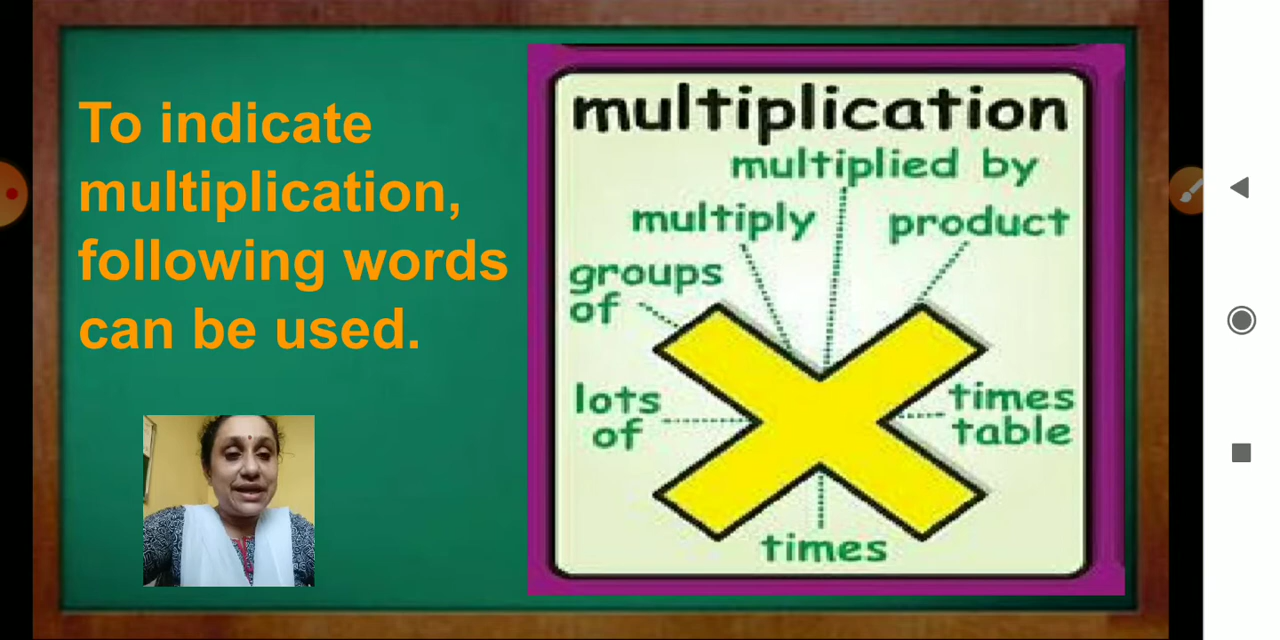 To indicate
multiplication,
following words
can be used.
multiplication
multiplied by
multiply
product
groups
of
lots
of
times
table
times